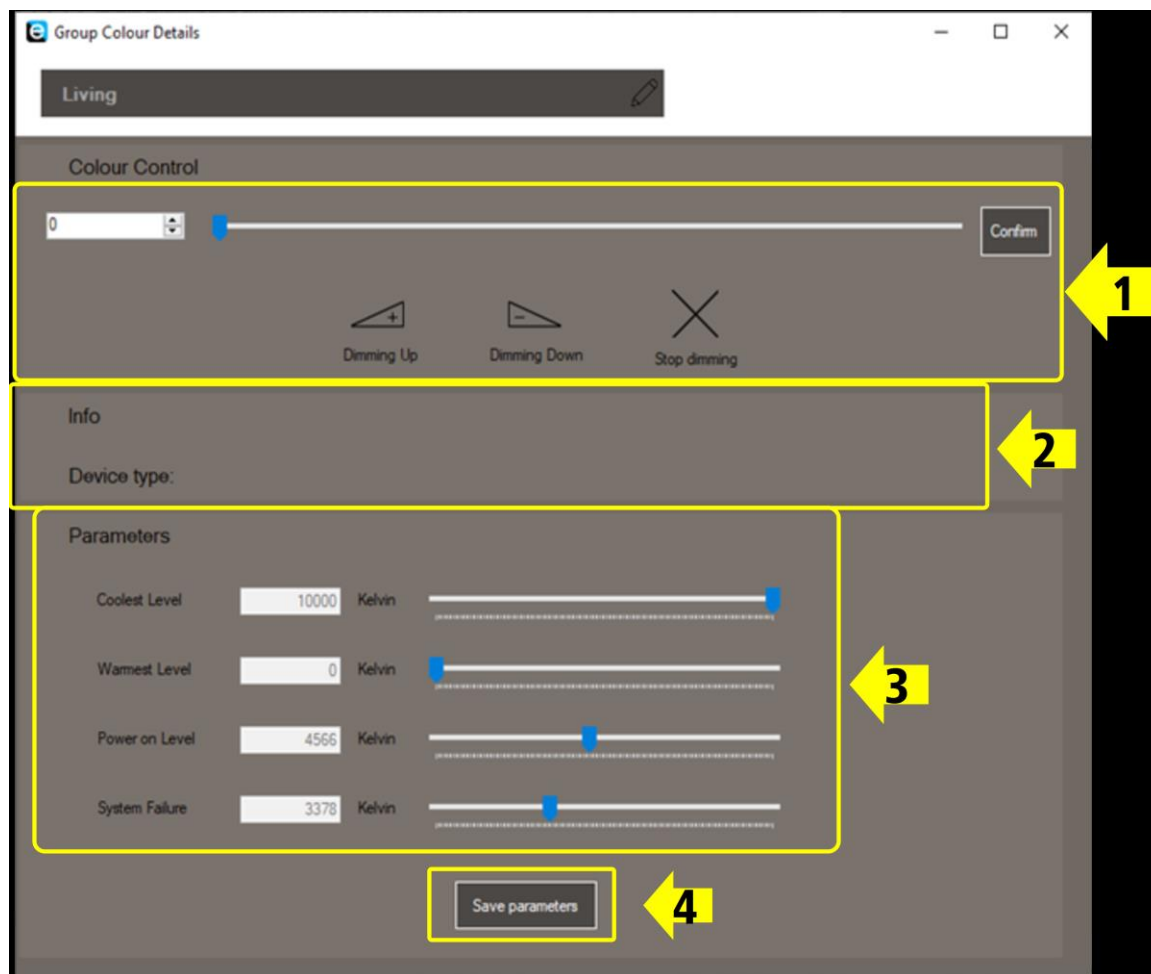 Group Colour Details
Living
Colour Control
0
Confirm
1
Dimming Up Dimming Down Stop dimming
Info
2
Device type:
Parameters
Coolest Level 10000 Kelvin
Warmest Level 0 Kelvin
3
Power on Level 4566 Kelvin
System Failure 3378 Kelvin
Save parameters
4